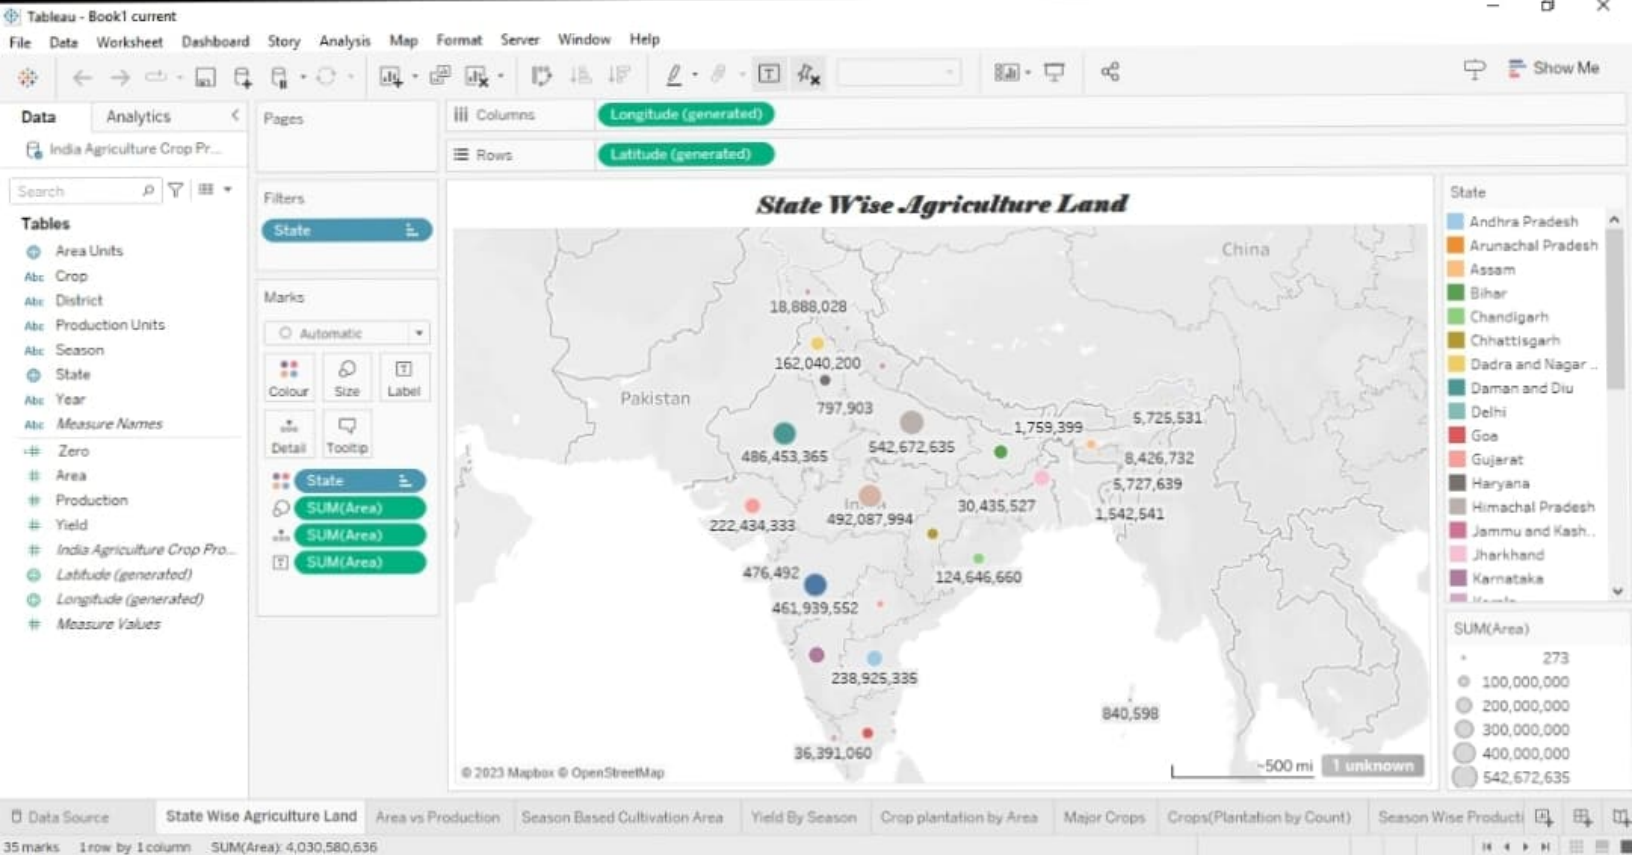 Tableau - Book1 current
File Data Worksheet Dashboard Story Analysis Map Format Server Window Help
Show Me
Data Analytics
India Agriculture Crop Pr...
Search
Tables
Area Units
Abc Crop
Abc District
Abc Production Units
Abc Season
State
Abc Year
Abc Measure Names
Zero
Area
Production
Yield
India Agriculture Crop Pro...
Latitude (generated)
Longitude (generated)
Measure Values
Pages
Filters
State
Marks
Automatic
Colour Size Label
Detail Tooltip
State
SUM(Area)
SUM(Area)
SUM(Area)
Columns Longitude (generated)
Rows Latitude (generated)
State Wise Agriculture Land
China
18,888,028
162,040,200
Pakistan
797,903
5,725,531
1,759,399
542,672,635
486,453,365
8,426,732
5,727,639
30,435,527
1,542,541
222,434,333
492,087,994
476,492
124,646,660
461,939,552
238,925,335
840,598
36,391,060
© 2023 Mapbox © OpenStreetMap
~500 mi
1 unknown
State
Andhra Pradesh
Arunachal Pradesh
Assam
Bihar
Chandigarh
Chhattisgarh
Dadra and Nagar ..
Daman and Diu
Delhi
Goa
Gujarat
Haryana
Himachal Pradesh
Jammu and Kash..
Jharkhand
Karnataka
SUM(Area)
273
100,000,000
200,000,000
300,000,000
400,000,000
542,672,635
Data Source State Wise Agriculture Land Area vs Production Season Based Cultivation Area Yield By Season Crop plantation by Area Major Crops Crops(Plantation by Count) Season Wise Producti
35 marks 1 row by 1 column SUM(Area): 4,030,580,636